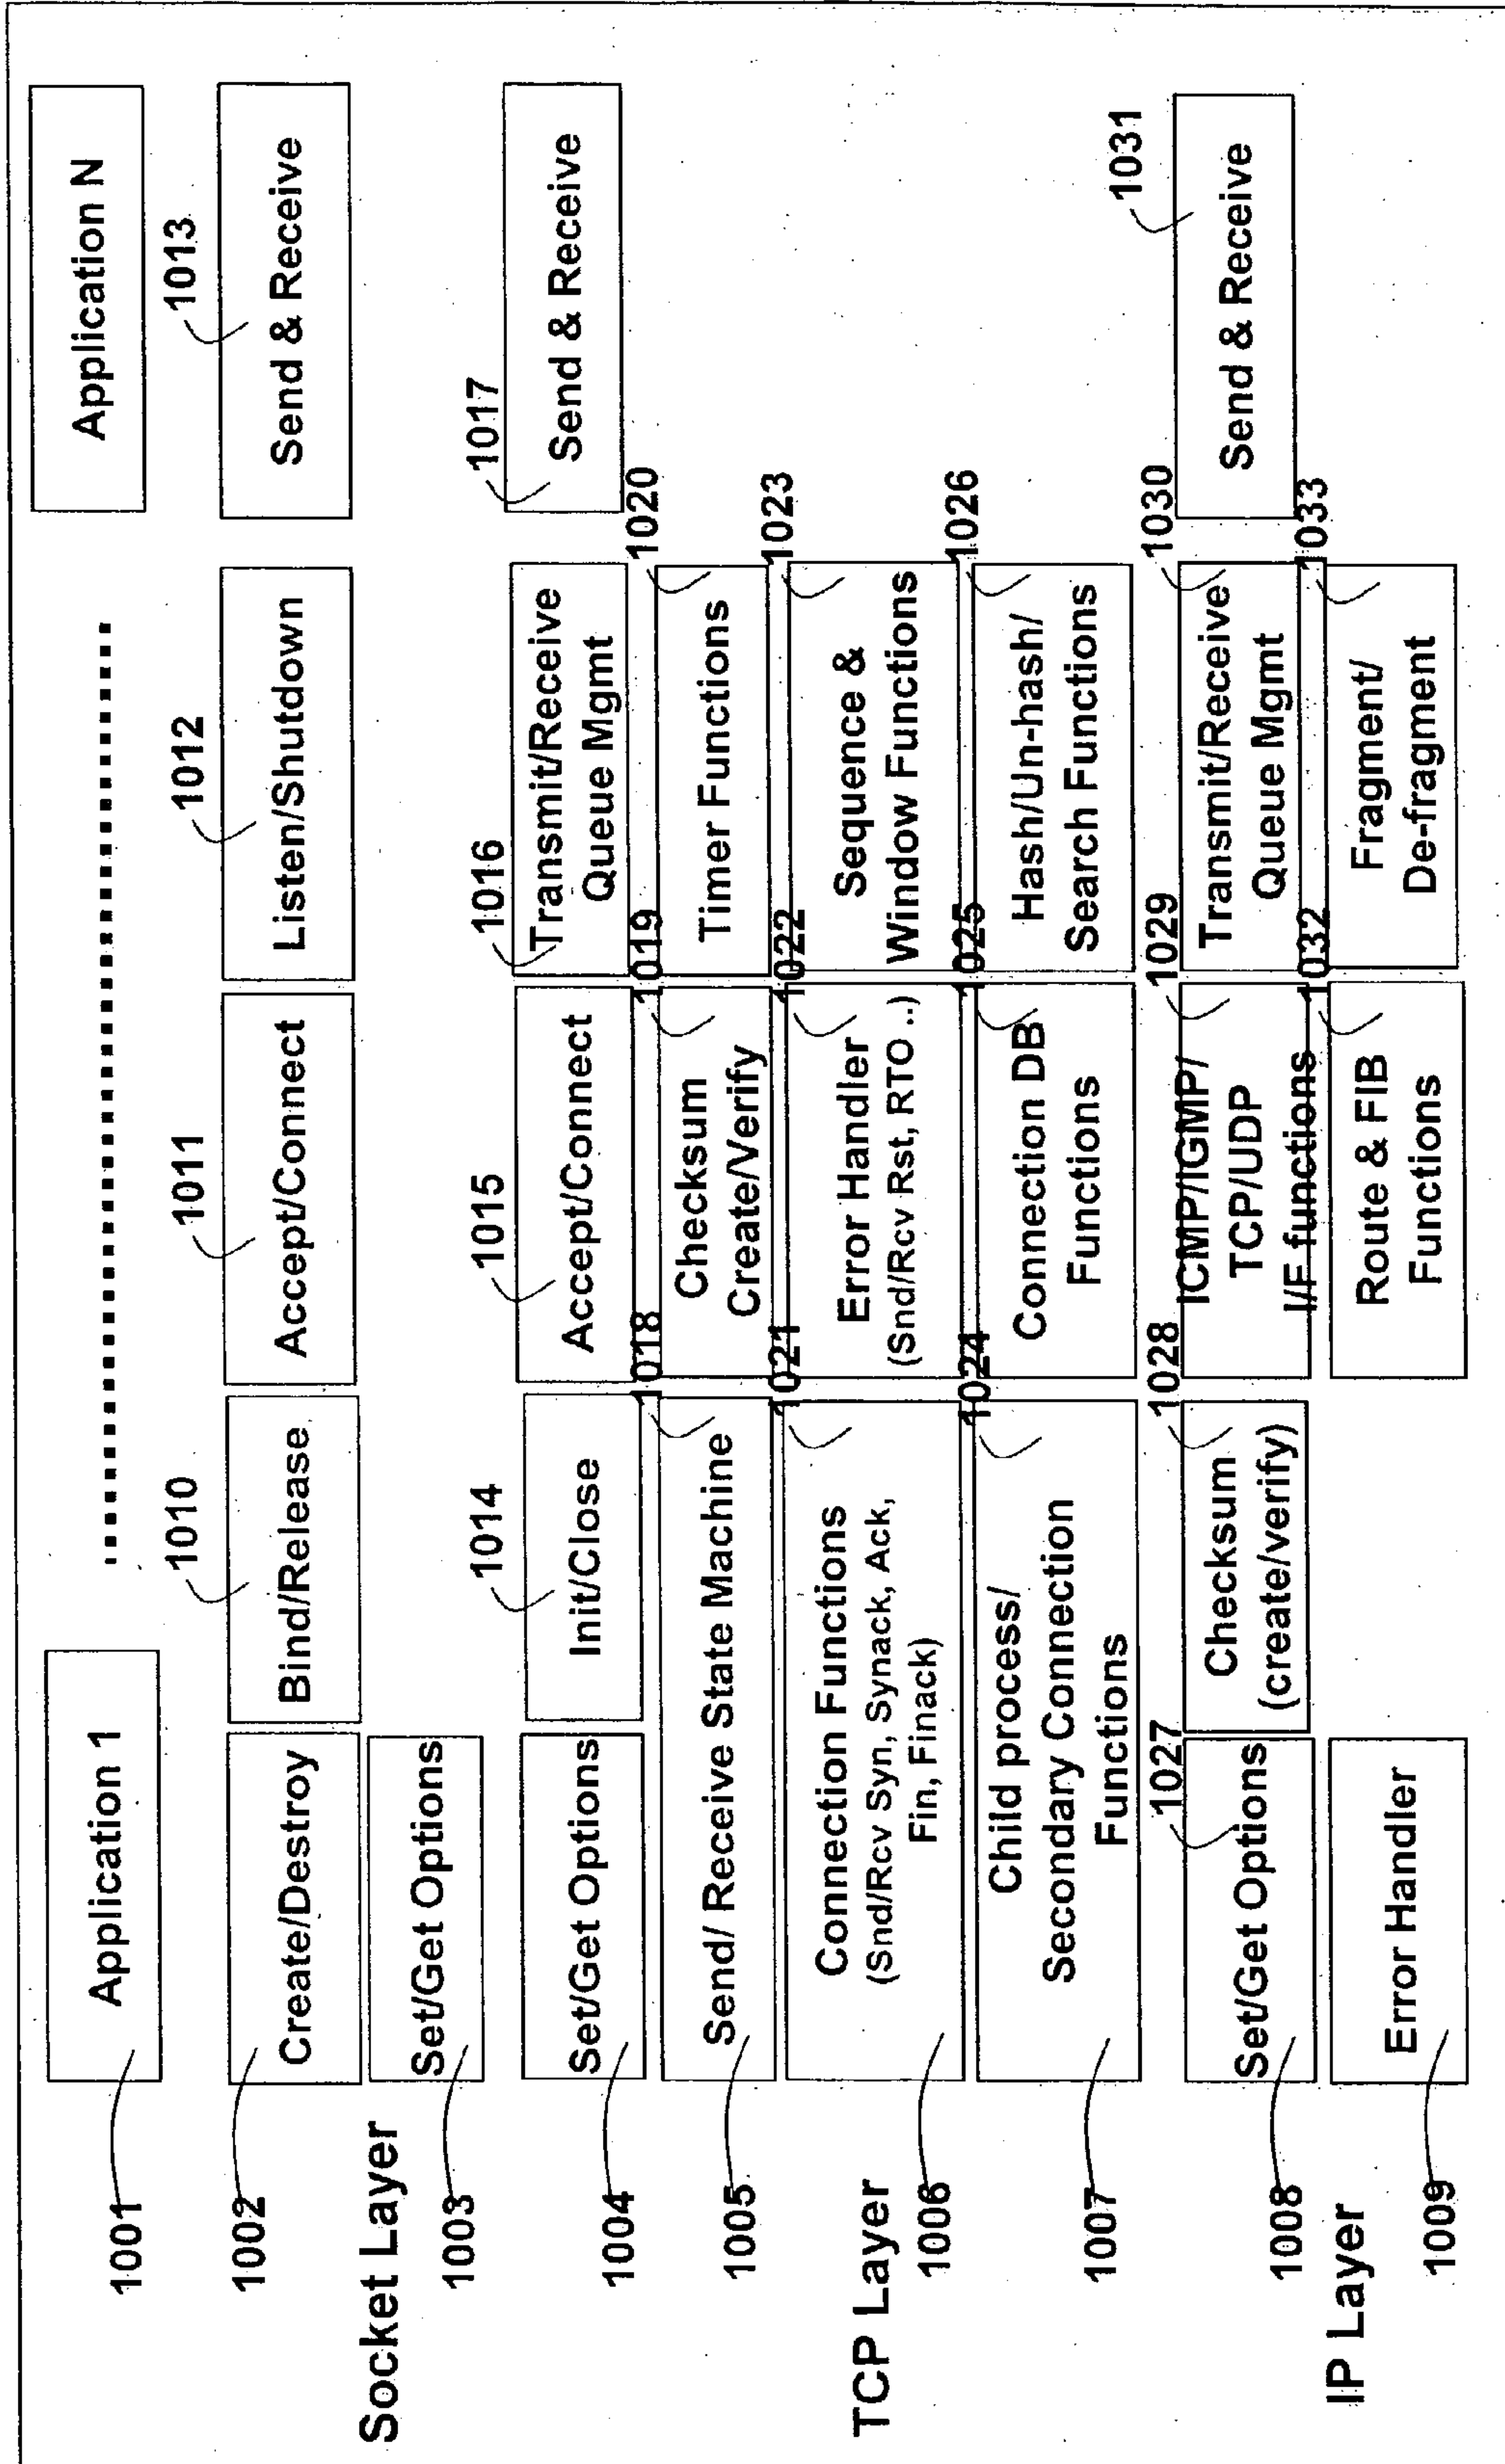 Application 1
Application N
1001
1002
Create/Destroy
1010
Bind/Release
1011
Accept/Connect
1012
Listen/Shutdown
1013
Send & Receive
Socket Layer
1003
Set/Get Options
1004
Set/Get Options
1014
Init/Close
1015
Accept/Connect
1016
Transmit/Receive
Queue Mgmt
1017
Send & Receive
1005
Send/ Receive State Machine
1018
Checksum
Create/Verify
1019
Timer Functions
1020
TCP Layer
1006
Connection Functions
(Snd/Rcv Syn, Synack, Ack,
Fin, Finack)
1021
Error Handler
(Snd/Rcv Rst, RTO ..)
1022
Sequence &
Window Functions
1023
1007
Child process/
Secondary Connection
Functions
1024
Connection DB
Functions
1025
Hash/Un-hash/
Search Functions
1026
1008
Set/Get Options
1027
Checksum
(create/verify)
1028
ICMP/IGMP/
TCP/UDP
I/F functions
1029
Transmit/Receive
Queue Mgmt
1030
Send & Receive
1031
IP Layer
1009
Error Handler
Route & FIB
Functions
1032
Fragment/
De-fragment
1033